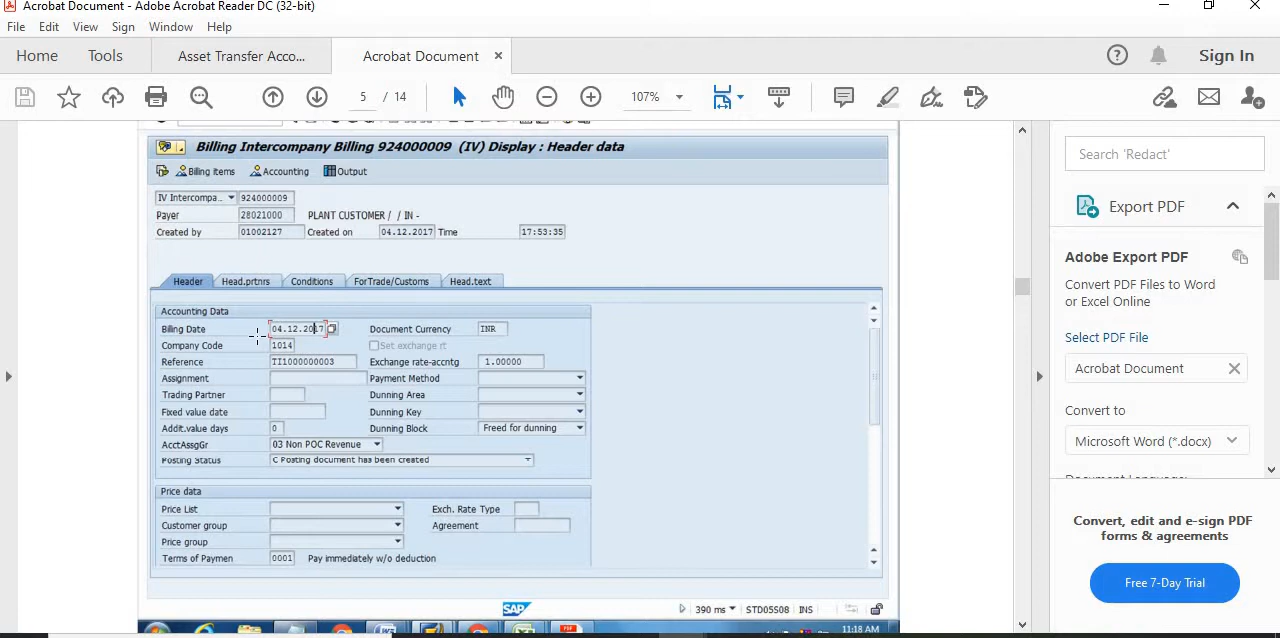 Acrobat Document - Adobe Acrobat Reader DC (32-bit)
File Edit View Sign Window Help
Home Tools Asset Transfer Acco... Acrobat Document Sign In
5 / 14 107%
Billing Intercompany Billing 924000009 (IV) Display : Header data
Billing Items Accounting Output
IV Intercompa.. 924000009
Payer 28021000 PLANT CUSTOMER / / IN -
Created by 01002127 Created on 04.12.2017 Time 17:53:35
Header Head.prtnrs Conditions ForTrade/Customs Head.text
Accounting Data
Billing Date 04.12.2017 Document Currency INR
Company Code 1014 Set exchange rt
Reference TI1000000003 Exchange rate-accntg 1.00000
Assignment Payment Method
Trading Partner Dunning Area
Fixed value date Dunning Key
Addit.value days 0 Dunning Block Freed for dunning
AcctAssgGr 03 Non POC Revenue
Posting Status C Posting document has been created
Price data
Price List Exch. Rate Type
Customer group Agreement
Price group
Terms of Paymen 0001 Pay immediately w/o deduction
SAP 390 ms STD05S08 INS
11:18 AM
Search 'Redact'
Export PDF
Adobe Export PDF
Convert PDF Files to Word
or Excel Online
Select PDF File
Acrobat Document
Convert to
Microsoft Word (*.docx)
Document Language:
Convert, edit and e-sign PDF
forms & agreements
Free 7-Day Trial